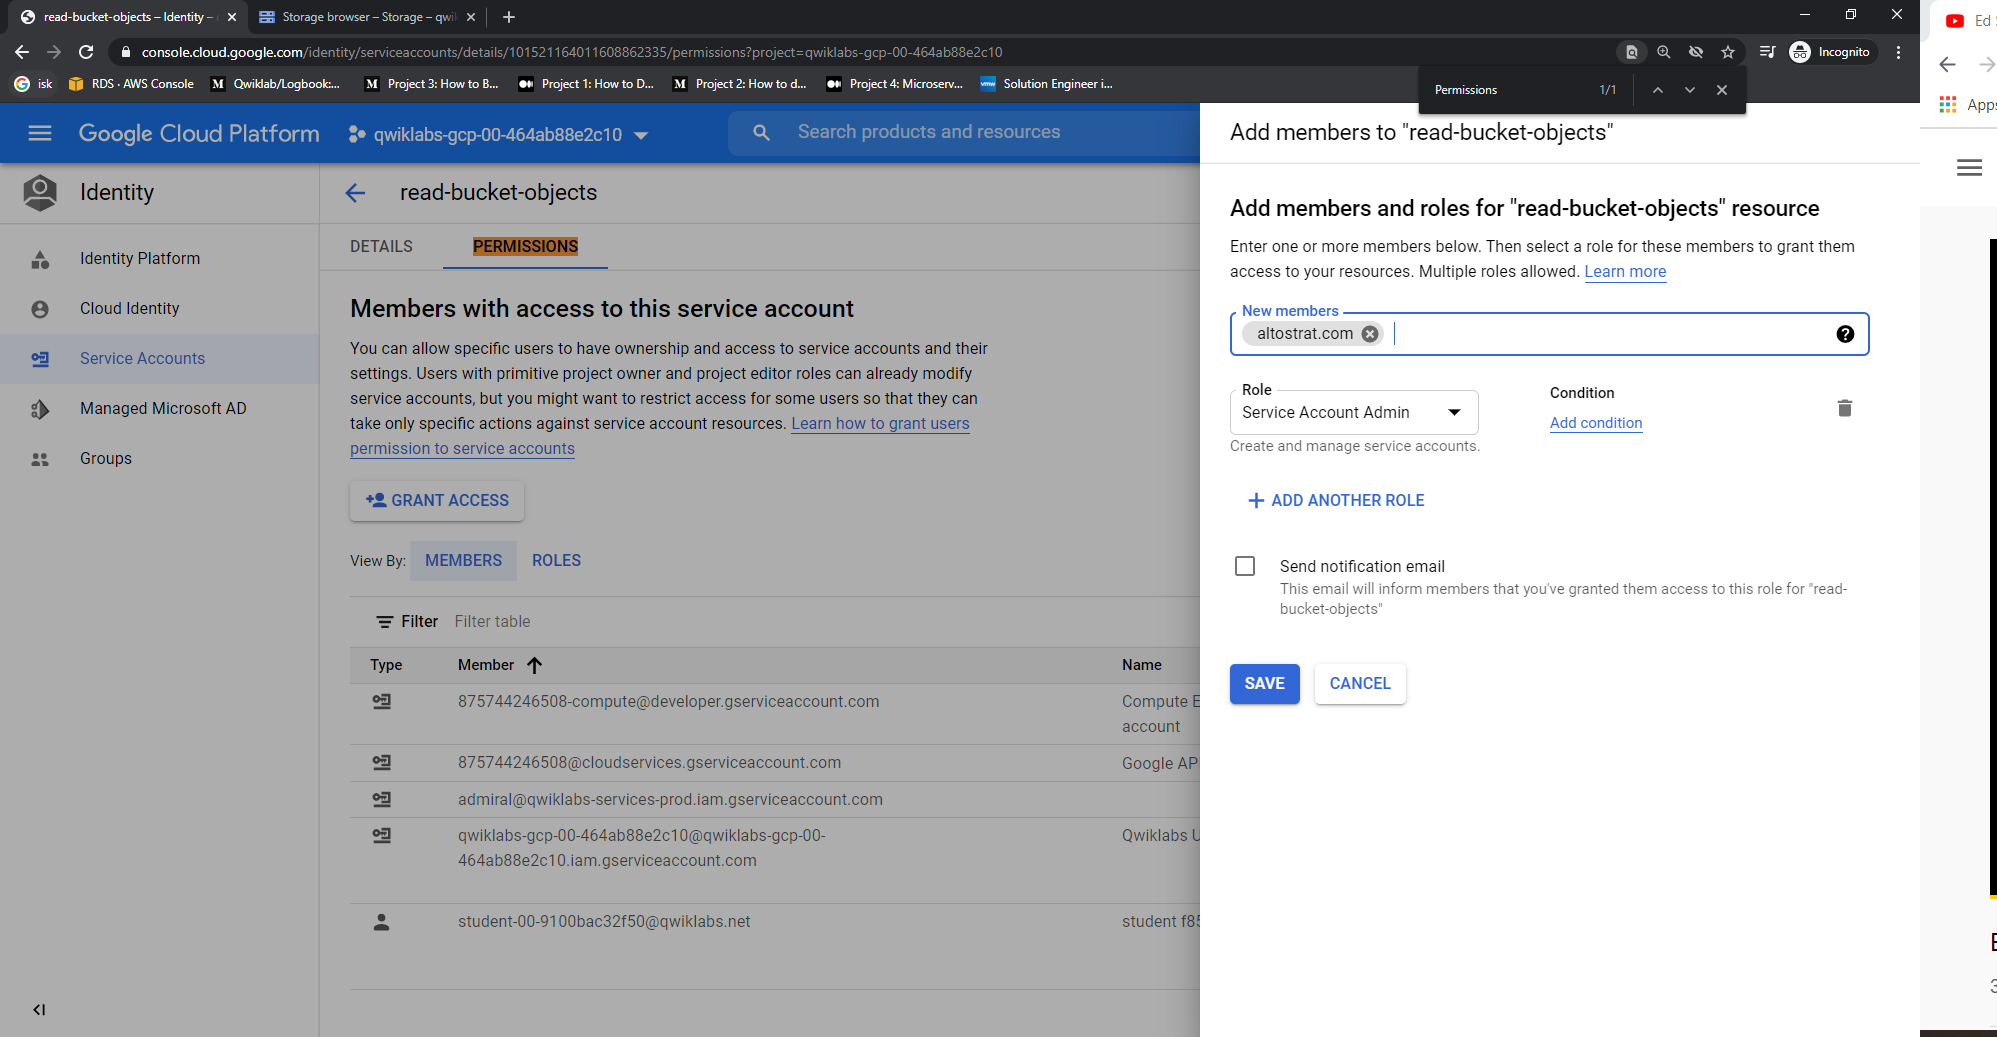 read-bucket-objects – Identity –
Storage browser – Storage – qwi
console.cloud.google.com/identity/serviceaccounts/details/101521164011608862335/permissions?project=qwiklabs-gcp-00-464ab88e2c10
Incognito
isk
RDS · AWS Console
Qwiklab/Logbook:...
Project 3: How to B...
Project 1: How to D...
Project 2: How to d...
Project 4: Microserv...
Solution Engineer i...
Permissions 1/1
Ed
Apps
Google Cloud Platform
qwiklabs-gcp-00-464ab88e2c10
Search products and resources
Identity
Identity Platform
Cloud Identity
Service Accounts
Managed Microsoft AD
Groups
read-bucket-objects
DETAILS
PERMISSIONS
Members with access to this service account
You can allow specific users to have ownership and access to service accounts and their
settings. Users with primitive project owner and project editor roles can already modify
service accounts, but you might want to restrict access for some users so that they can
take only specific actions against service account resources. Learn how to grant users
permission to service accounts
GRANT ACCESS
View By: MEMBERS ROLES
Filter Filter table
Type Member Name
875744246508-compute@developer.gserviceaccount.com Compute E
account
875744246508@cloudservices.gserviceaccount.com Google AP
admiral@qwiklabs-services-prod.iam.gserviceaccount.com
qwiklabs-gcp-00-464ab88e2c10@qwiklabs-gcp-00- Qwiklabs U
464ab88e2c10.iam.gserviceaccount.com
student-00-9100bac32f50@qwiklabs.net student f85
Add members to "read-bucket-objects"
Add members and roles for "read-bucket-objects" resource
Enter one or more members below. Then select a role for these members to grant them
access to your resources. Multiple roles allowed. Learn more
New members
altostrat.com
Role
Service Account Admin
Create and manage service accounts.
Condition
Add condition
ADD ANOTHER ROLE
Send notification email
This email will inform members that you've granted them access to this role for "read-
bucket-objects"
SAVE
CANCEL